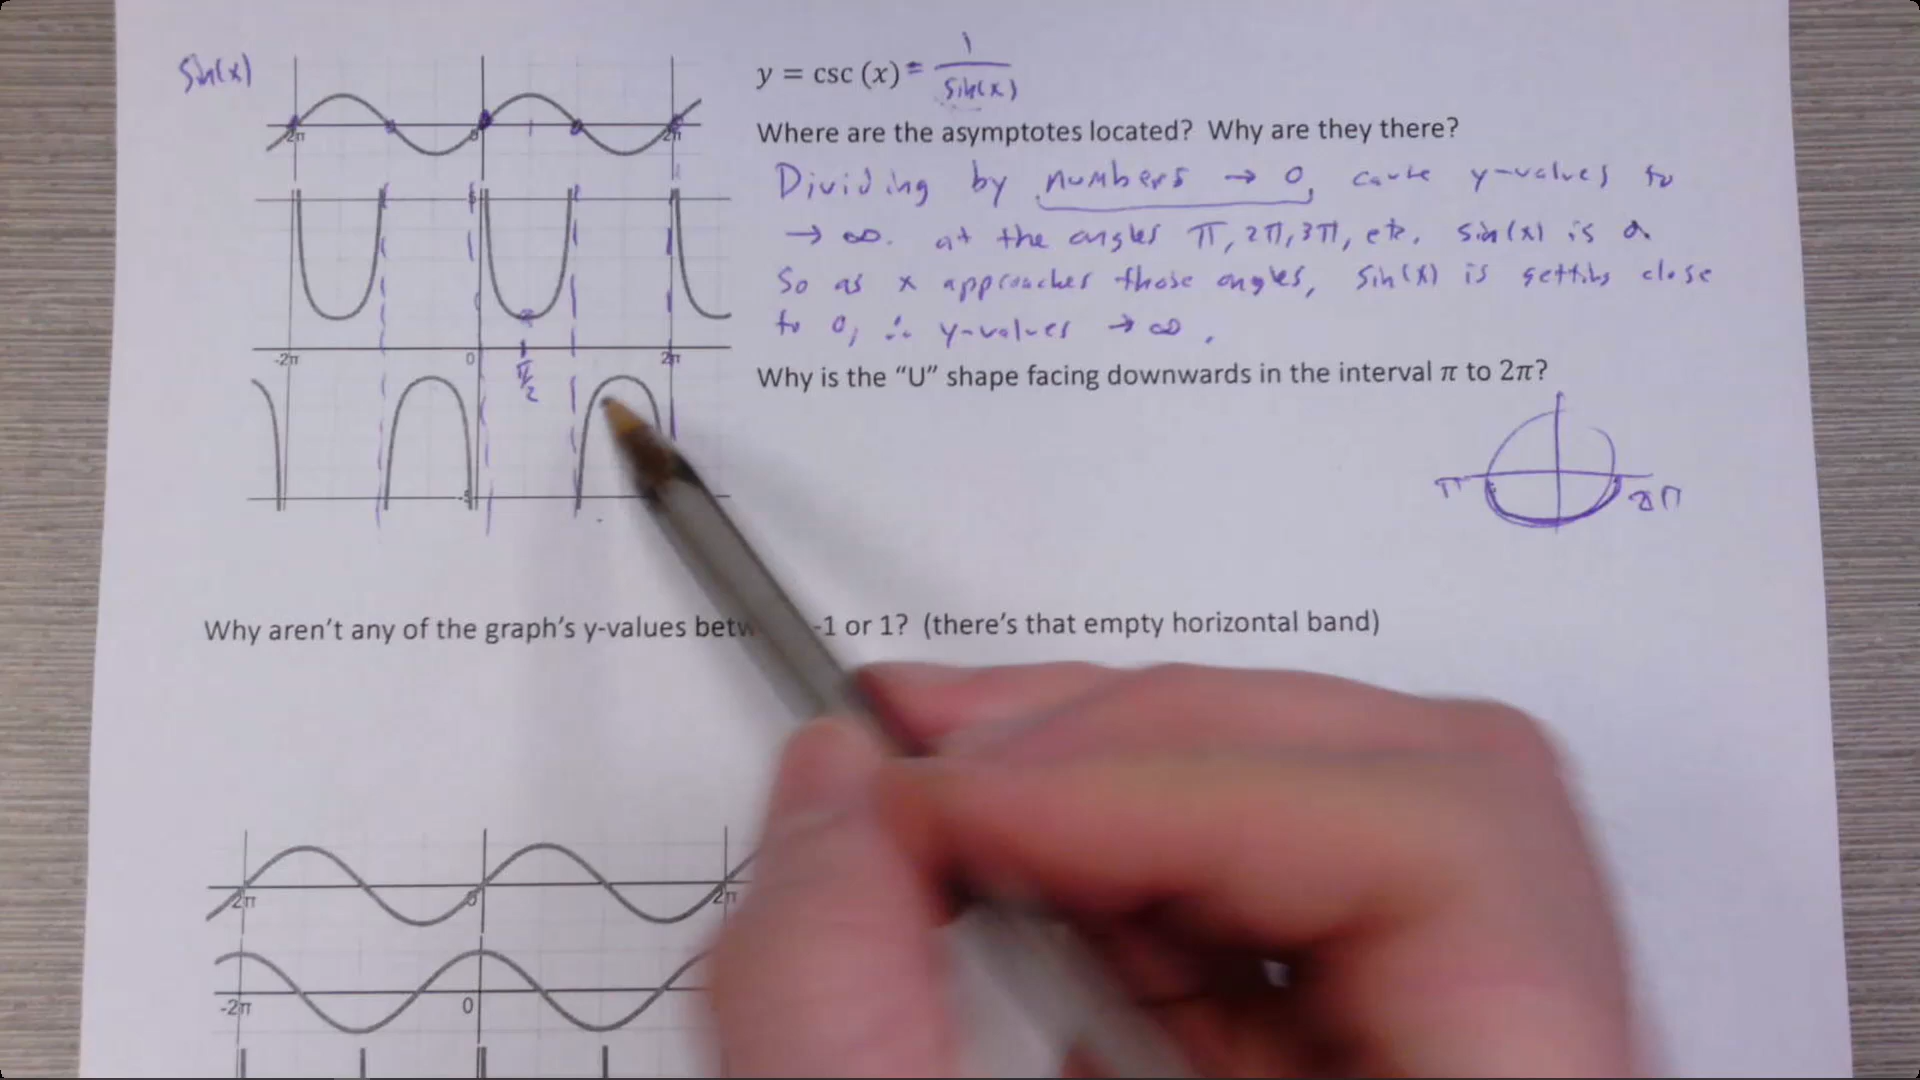 sin(x)
y = csc (x) = 1/sin(x)
2π
2π
Where are the asymptotes located? Why are they there?
Dividing by numbers → 0, cause y-values to
→ ∞. at the angles π, 2π, 3π, etc. sin(x) is 0.
So as x approaches those angles, sin(x) is getting close
to 0, ∴ y-values → ∞.
5
-2π
0
2π
π/2
-5
Why is the “U” shape facing downwards in the interval π to 2π?
π
2π
Why aren’t any of the graph’s y-values -1 or 1? (there’s that empty horizontal band)
2π
2π
-2π
0